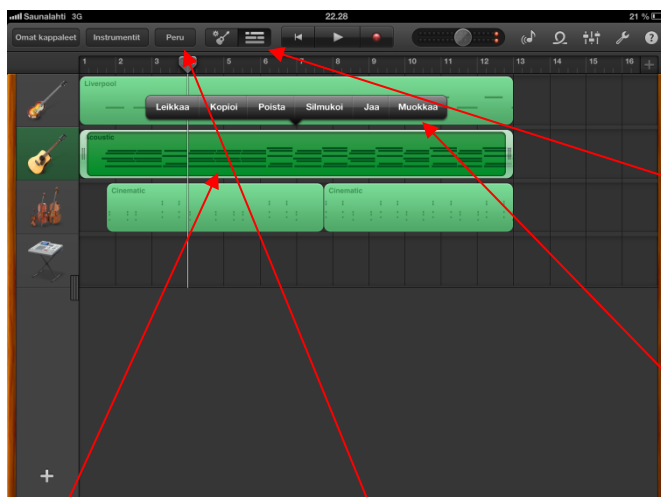 Saunalahti 3G 22.28 21 %
Omat kappaleet Instrumentit Peru
1 2 3 5 6 7 8 9 10 11 12 13 14 15 16
Liverpool
Leikkaa Kopioi Poista Silmukoi Jaa Muokkaa
Acoustic
Cinematic Cinematic